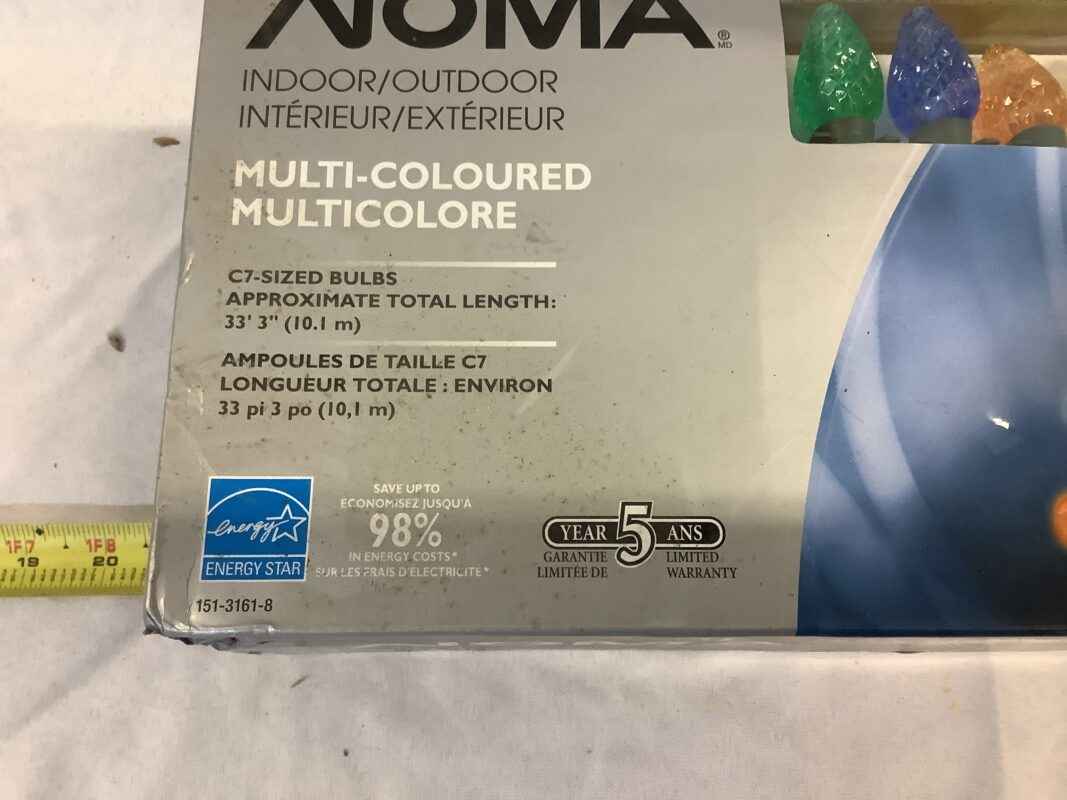 NOMA ® MD
INDOOR/OUTDOOR
INTÉRIEUR/EXTÉRIEUR
MULTI-COLOURED
MULTICOLORE
C7-SIZED BULBS
APPROXIMATE TOTAL LENGTH:
33' 3" (10.1 m)
AMPOULES DE TAILLE C7
LONGUEUR TOTALE : ENVIRON
33 pi 3 po (10,1 m)
energy
ENERGY STAR
SAVE UP TO
ECONOMISEZ JUSQU'À
98%
IN ENERGY COSTS*
SUR LES FRAIS D'ELECTRICITE*
YEAR 5 ANS
GARANTIE
LIMITÉE DE
LIMITED
WARRANTY
151-3161-8
1F7 1F8
19 20